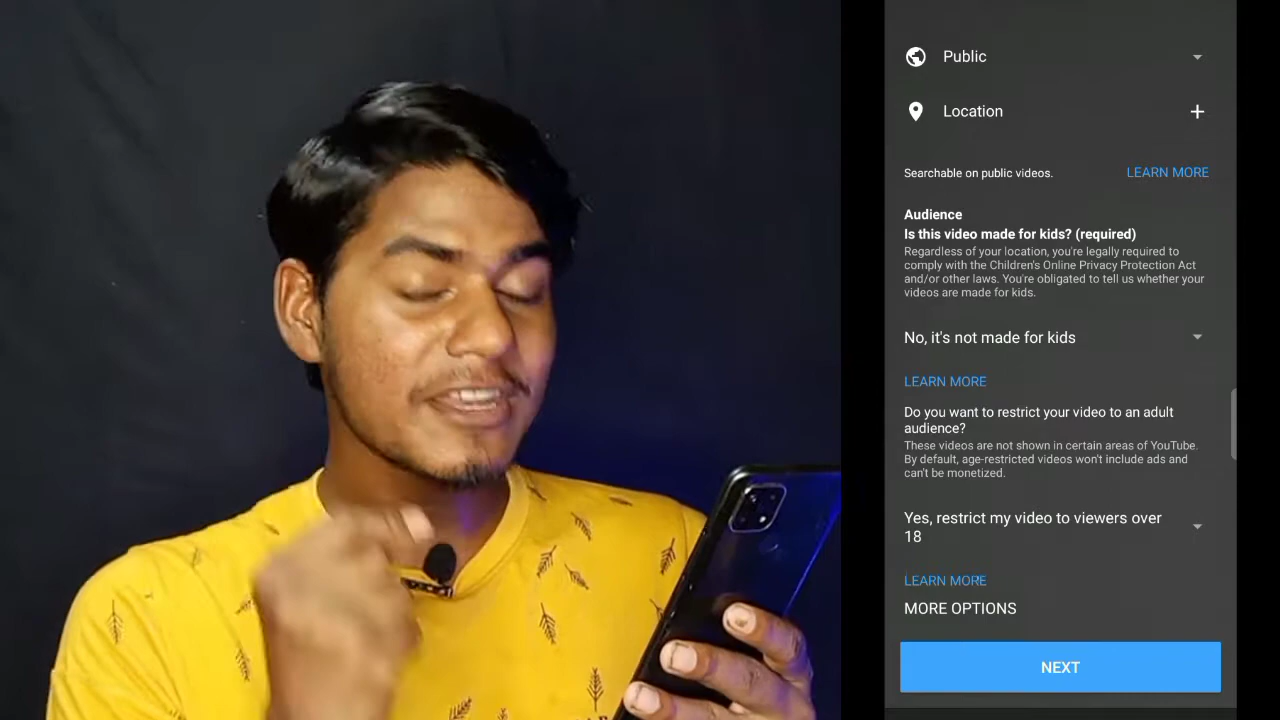 Public
Location
Searchable on public videos.
LEARN MORE
Audience
Is this video made for kids? (required)
Regardless of your location, you're legally required to
comply with the Children's Online Privacy Protection Act
and/or other laws. You're obligated to tell us whether your
videos are made for kids.
No, it's not made for kids
LEARN MORE
Do you want to restrict your video to an adult
audience?
These videos are not shown in certain areas of YouTube.
By default, age-restricted videos won't include ads and
can't be monetized.
Yes, restrict my video to viewers over
18
LEARN MORE
MORE OPTIONS
NEXT